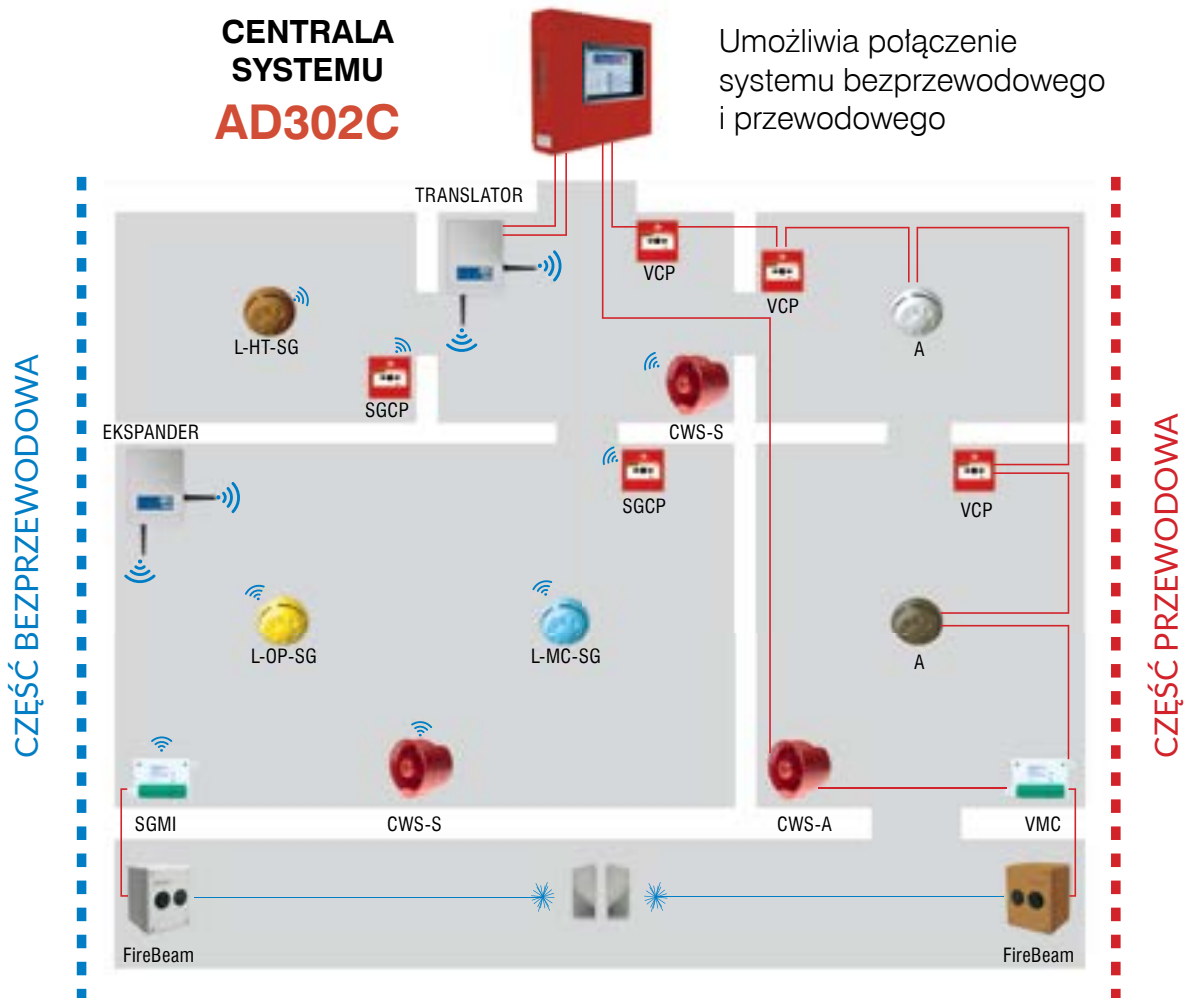 CENTRALA
SYSTEMU
AD302C
Umożliwia połączenie
systemu bezprzewodowego
i przewodowego
TRANSLATOR
VCP
VCP
L-HT-SG
A
SGCP
CWS-S
EKSPANDER
SGCP
VCP
L-OP-SG
L-MC-SG
A
SGMI
CWS-S
CWS-A
VMC
FireBeam
FireBeam
CZĘŚĆ BEZPRZEWODOWA
CZĘŚĆ PRZEWODOWA